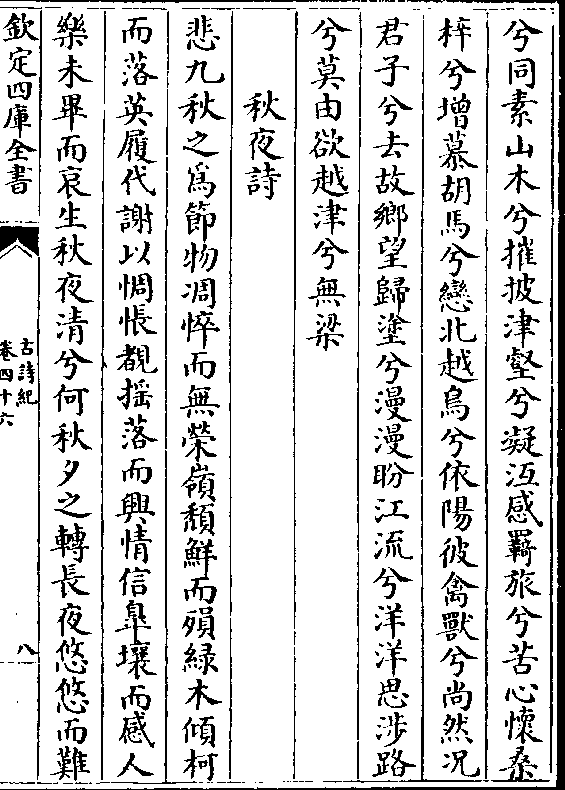 兮同素山木兮摧披津壑兮凝沍感羇旅兮苦心懷桑
梓兮增慕胡馬兮戀北越鳥兮依陽彼禽獸兮尚然况
君子兮去故鄉望歸塗兮漫漫盼江流兮洋洋思涉路
兮莫由欲越津兮無梁
秋夜詩
悲九秋之為節物凋悴而無榮嶺頹鮮而殞緑木傾柯
而落英履代謝以惆悵覩揺落而興情信臯壤而感人
樂未畢而哀生秋夜清兮何秋夕之轉長夜悠悠而難
欽定四庫全書
古詩紀
卷四十六
八